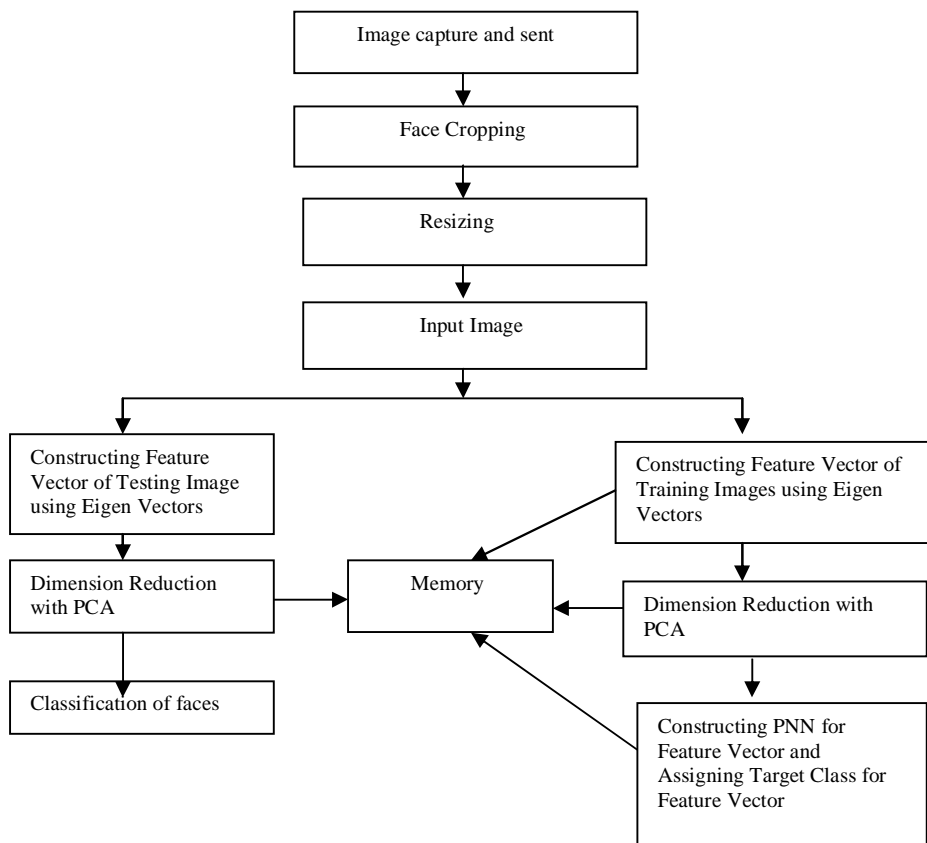 Image capture and sent
Face Cropping
Resizing
Input Image
Constructing Feature
Vector of Testing Image
using Eigen Vectors
Constructing Feature Vector of
Training Images using Eigen
Vectors
Dimension Reduction
with PCA
Memory
Dimension Reduction with
PCA
Classification of faces
Constructing PNN for
Feature Vector and
Assigning Target Class for
Feature Vector